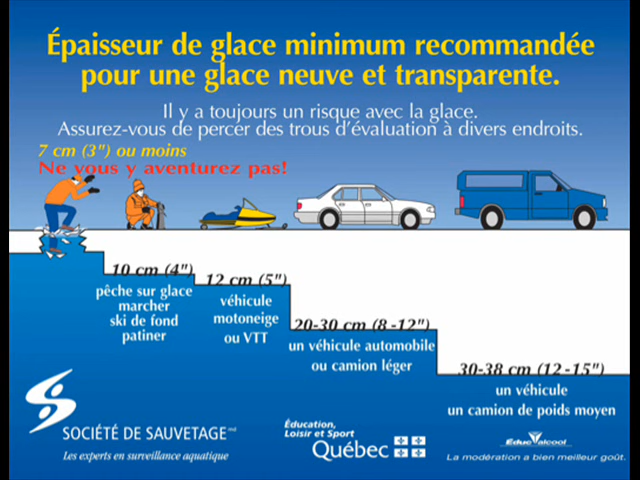 Épaisseur de glace minimum recommandée
pour une glace neuve et transparente.
Il y a toujours un risque avec la glace.
Assurez-vous de percer des trous d'évaluation à divers endroits.
7 cm (3") ou moins
Ne vous y aventurez pas!
10 cm (4")
pêche sur glace
marcher
ski de fond
patiner
12 cm (5")
véhicule
motoneige
ou VTT
20-30 cm (8-12")
un véhicule automobile
ou camion léger
30-38 cm (12-15")
un véhicule
un camion de poids moyen
SOCIÉTÉ DE SAUVETAGE md
Les experts en surveillance aquatique
Éducation,
Loisir et Sport
Québec
Éduc'alcool
La modération a bien meilleur goût.